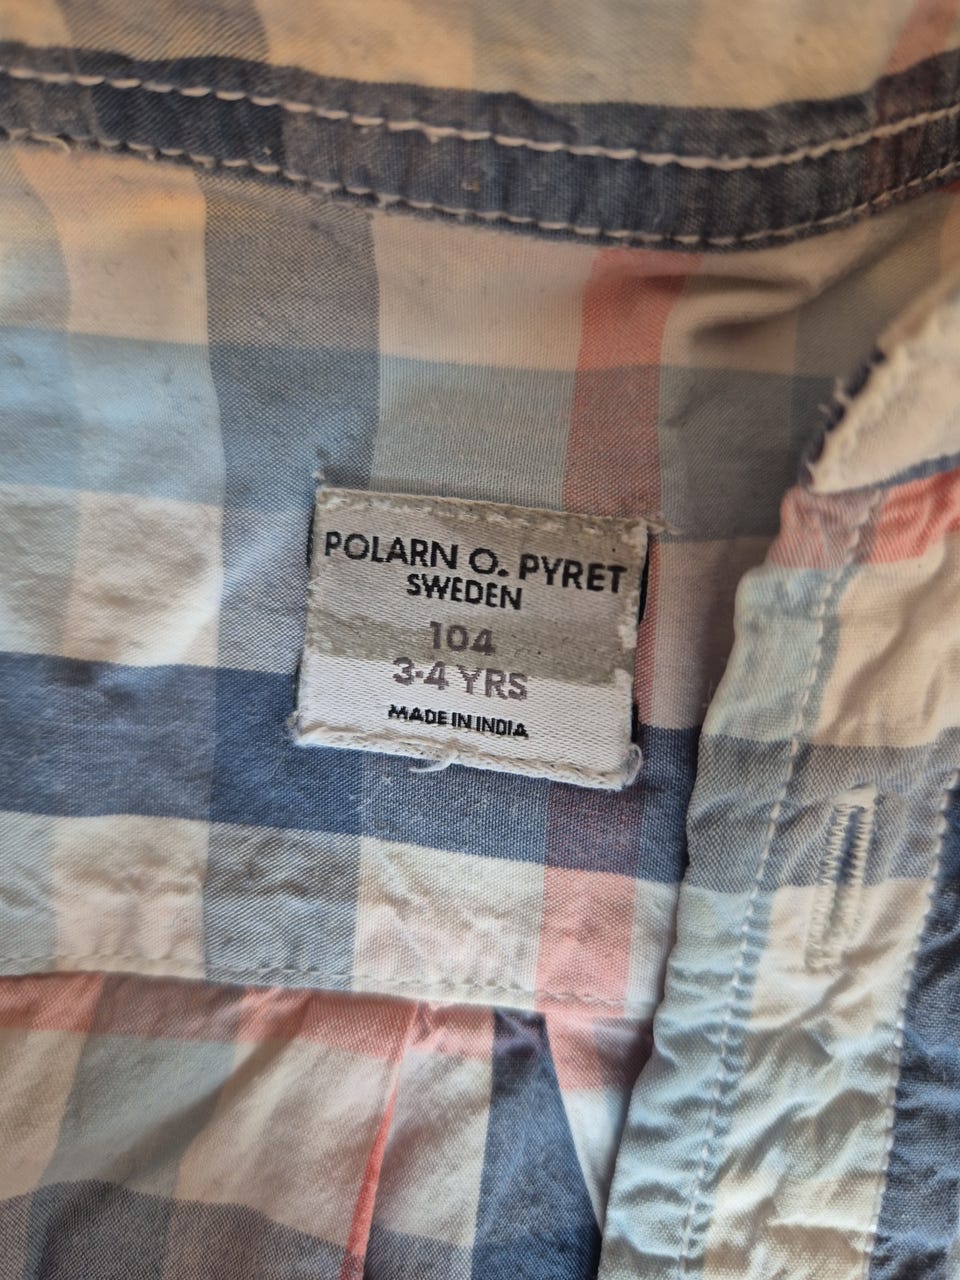 POLARN O. PYRET
SWEDEN
104
3-4 YRS
MADE IN INDIA